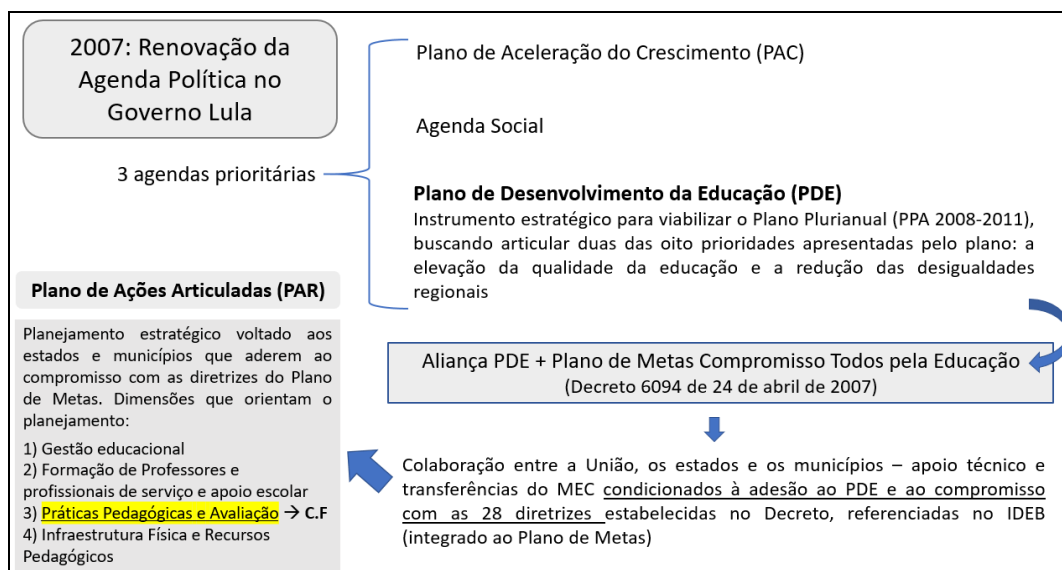 2007: Renovação da
Agenda Política no
Governo Lula
3 agendas prioritárias
Plano de Aceleração do Crescimento (PAC)
Agenda Social
Plano de Desenvolvimento da Educação (PDE)
Instrumento estratégico para viabilizar o Plano Plurianual (PPA 2008-2011),
buscando articular duas das oito prioridades apresentadas pelo plano: a
elevação da qualidade da educação e a redução das desigualdades
regionais
Aliança PDE + Plano de Metas Compromisso Todos pela Educação
(Decreto 6094 de 24 de abril de 2007)
Colaboração entre a União, os estados e os municípios – apoio técnico e
transferências do MEC condicionados à adesão ao PDE e ao compromisso
com as 28 diretrizes estabelecidas no Decreto, referenciadas no IDEB
(integrado ao Plano de Metas)
Plano de Ações Articuladas (PAR)
Planejamento estratégico voltado aos
estados e municípios que aderem ao
compromisso com as diretrizes do Plano
de Metas. Dimensões que orientam o
planejamento:
1) Gestão educacional
2) Formação de Professores e
profissionais de serviço e apoio escolar
3) Práticas Pedagógicas e Avaliação → C.F
4) Infraestrutura Física e Recursos
Pedagógicos